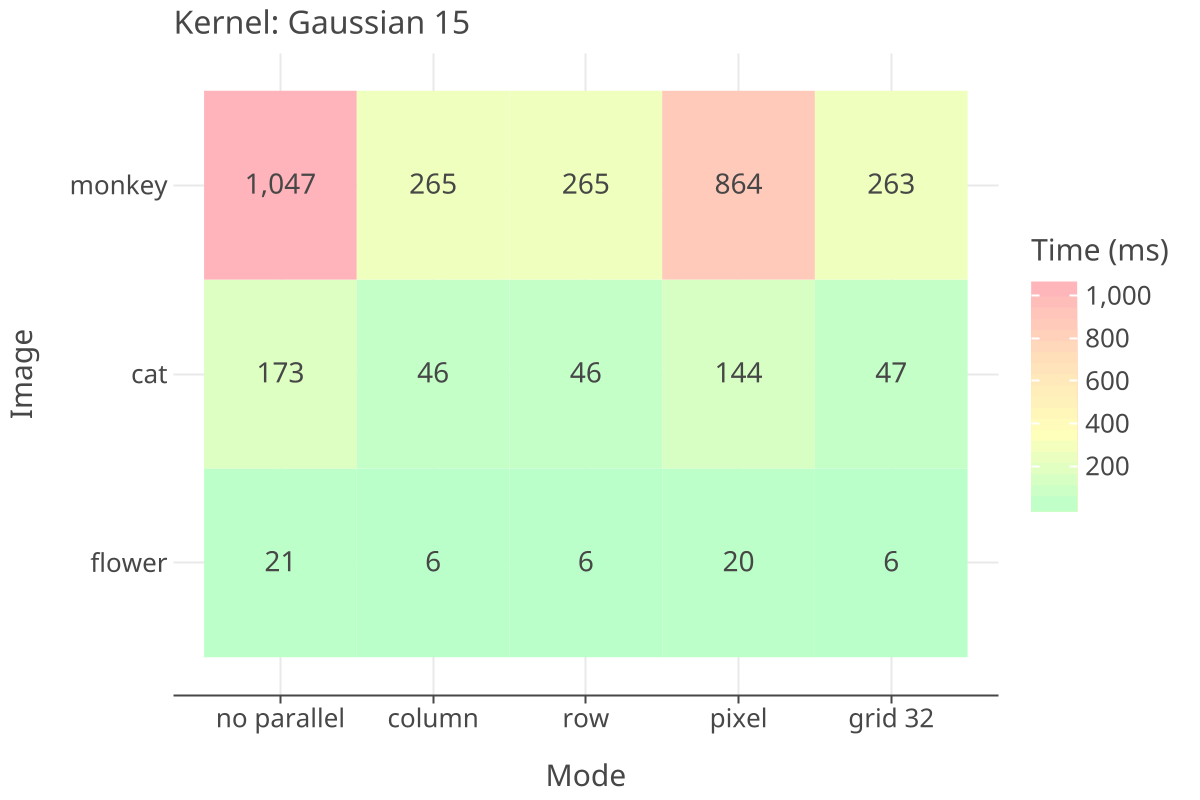 Kernel: Gaussian 15
monkey 1,047 265 265 864 263
cat 173 46 46 144 47
flower 21 6 6 20 6
no parallel column row pixel grid 32
Mode
Image
Time (ms)
1,000
800
600
400
200